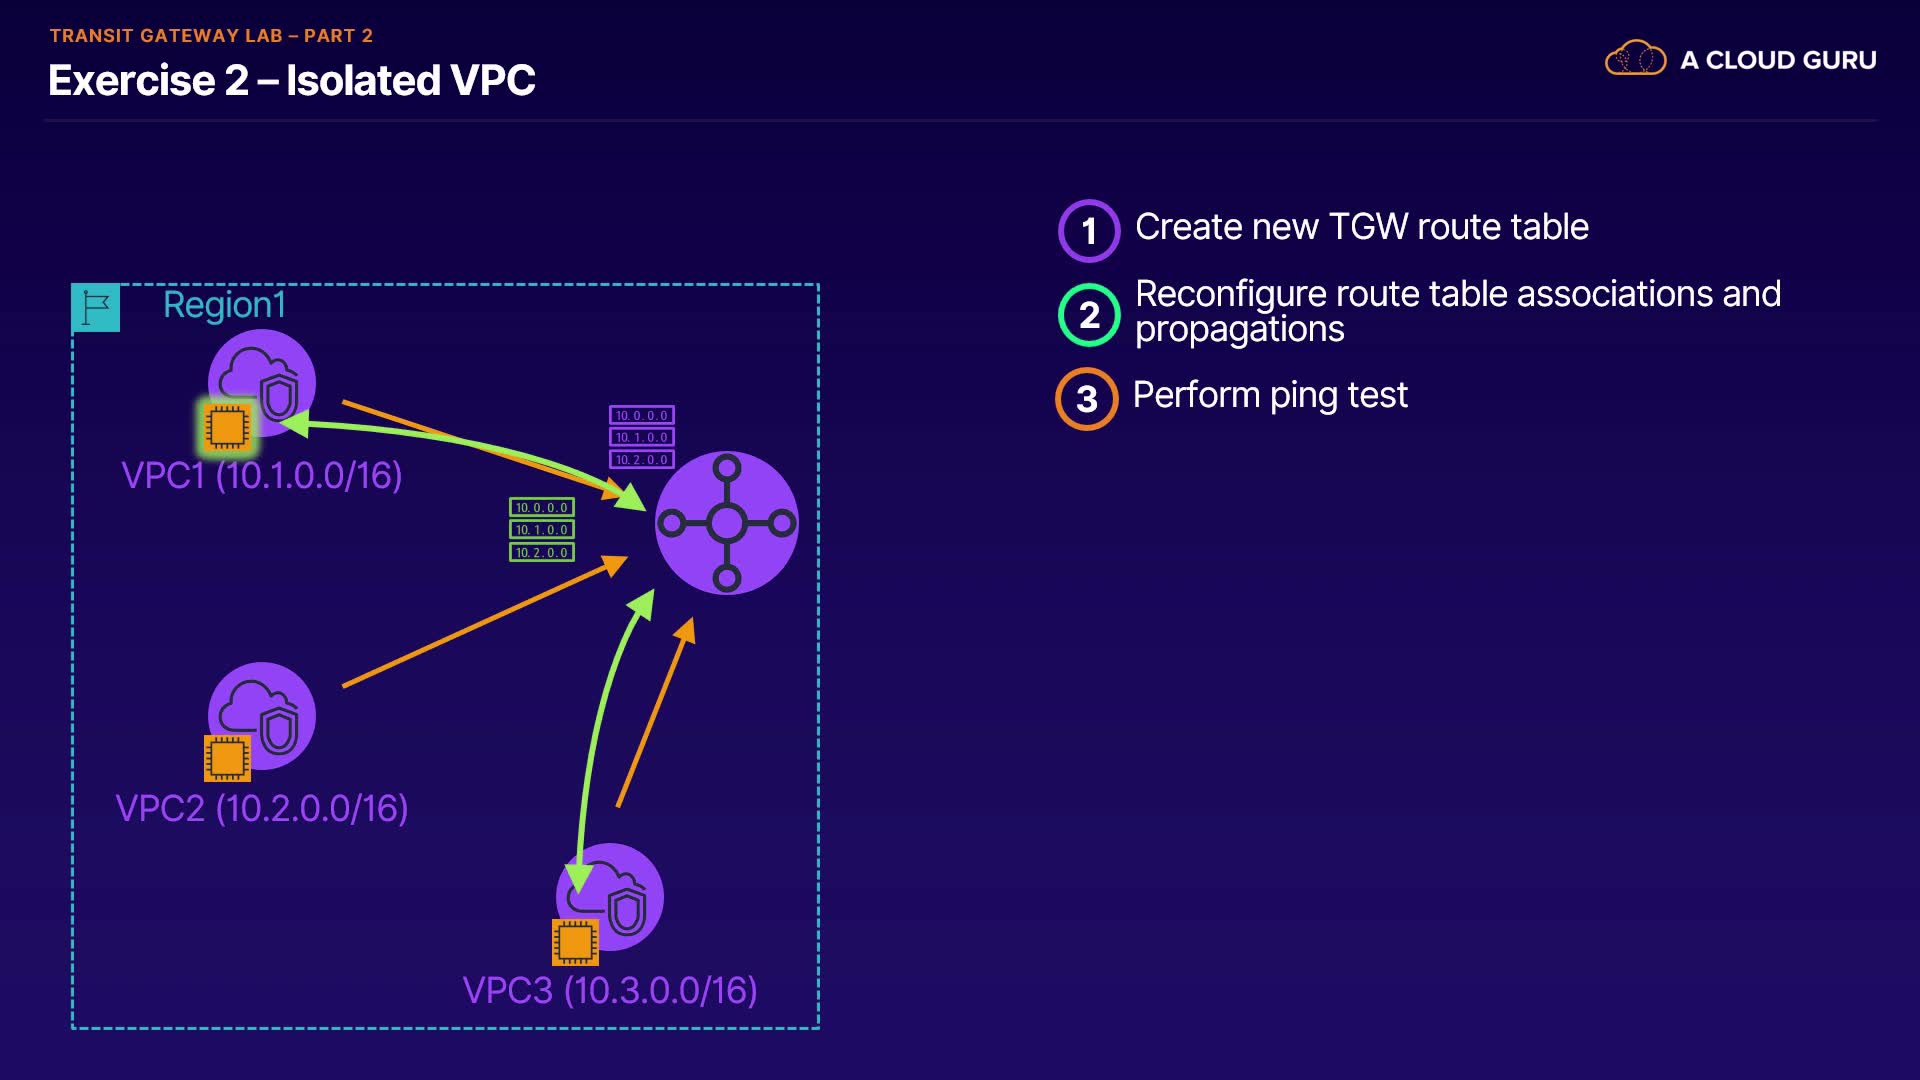 TRANSIT GATEWAY LAB – PART 2
Exercise 2 – Isolated VPC
A CLOUD GURU
1 Create new TGW route table
2 Reconfigure route table associations and
propagations
3 Perform ping test
Region1
VPC1 (10.1.0.0/16)
10.0.0.0
10.1.0.0
10.2.0.0
10.0.0.0
10.1.0.0
10.2.0.0
VPC2 (10.2.0.0/16)
VPC3 (10.3.0.0/16)